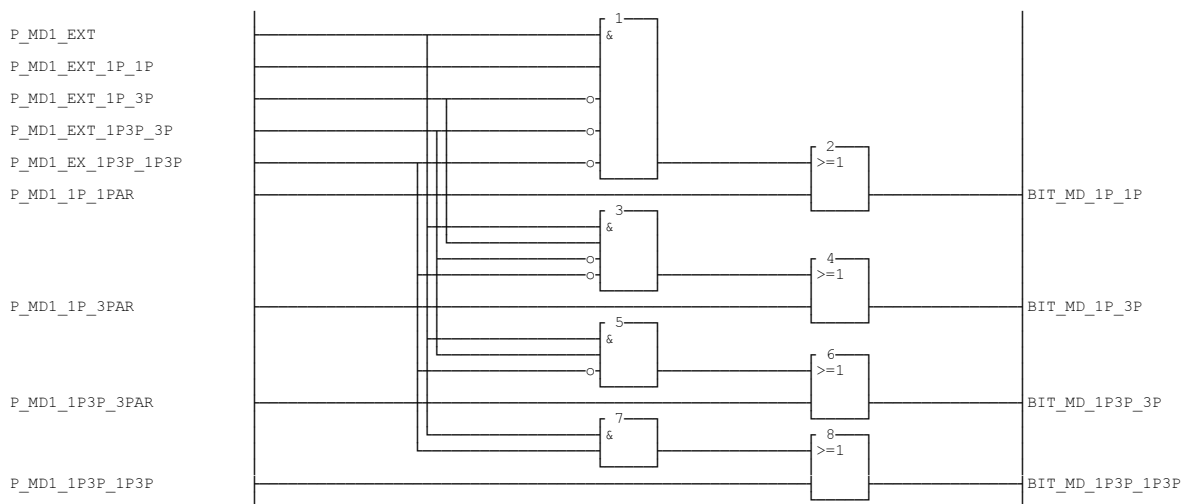 1
P_MD1_EXT &
P_MD1_EXT_1P_1P
P_MD1_EXT_1P_3P
P_MD1_EXT_1P3P_3P
2
P_MD1_EX_1P3P_1P3P >=1
P_MD1_1P_1PAR BIT_MD_1P_1P
3
&
4
>=1
P_MD1_1P_3PAR BIT_MD_1P_3P
5
&
6
>=1
P_MD1_1P3P_3PAR BIT_MD_1P3P_3P
7
& 8
>=1
P_MD1_1P3P_1P3P BIT_MD_1P3P_1P3P